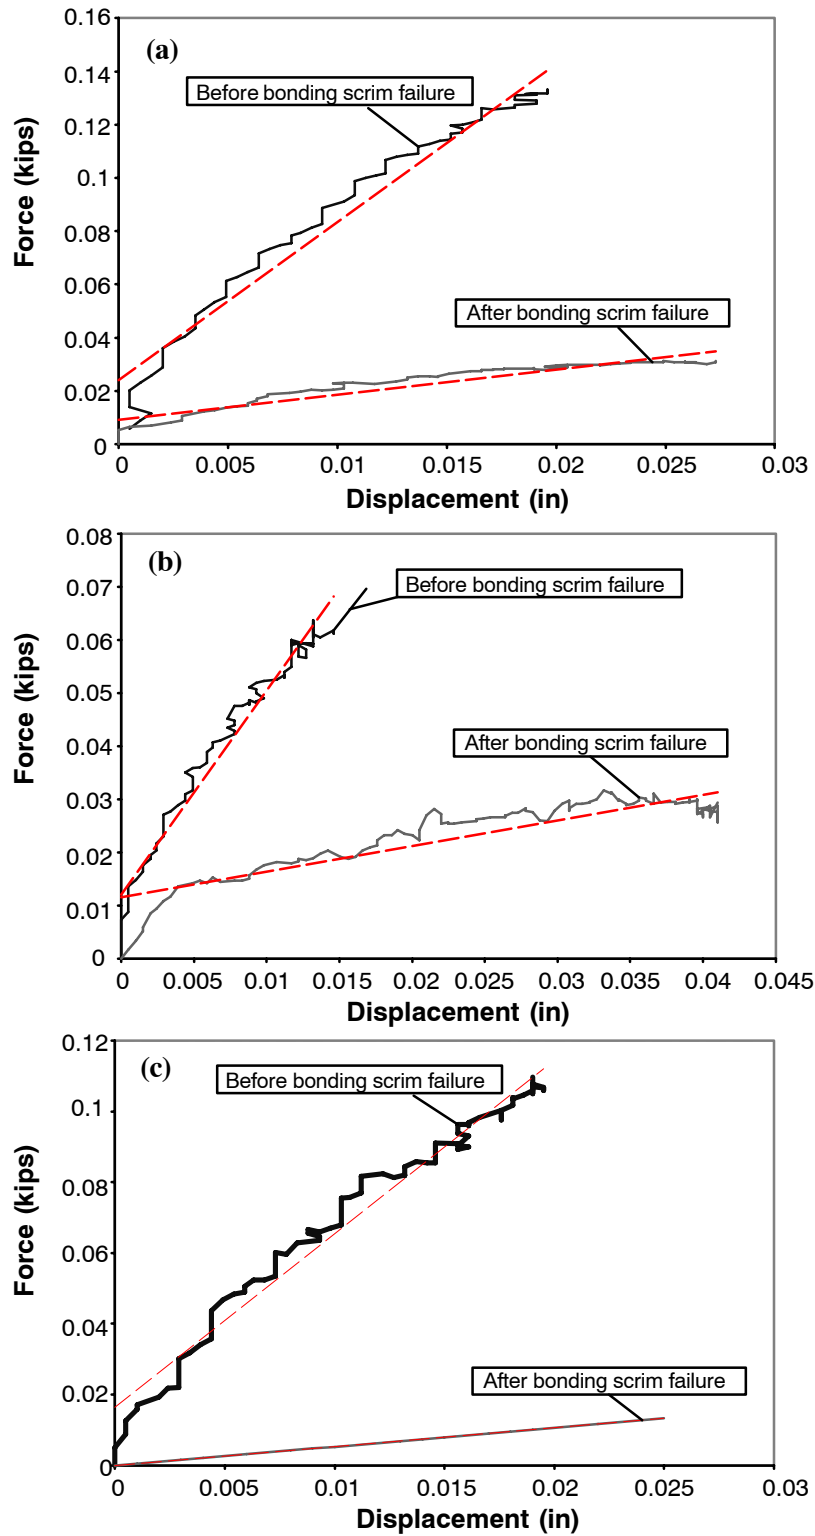 (a)
0.16
0.14
0.12
0.1
0.08
0.06
0.04
0.02
0
Force (kips)
Before bonding scrim failure
After bonding scrim failure
0 0.005 0.01 0.015 0.02 0.025 0.03
Displacement (in)
(b)
0.08
0.07
0.06
0.05
0.04
0.03
0.02
0.01
0
Force (kips)
Before bonding scrim failure
After bonding scrim failure
0 0.005 0.01 0.015 0.02 0.025 0.03 0.035 0.04 0.045
Displacement (in)
(c)
0.12
0.1
0.08
0.06
0.04
0.02
0
Force (kips)
Before bonding scrim failure
After bonding scrim failure
0 0.005 0.01 0.015 0.02 0.025 0.03
Displacement (in)